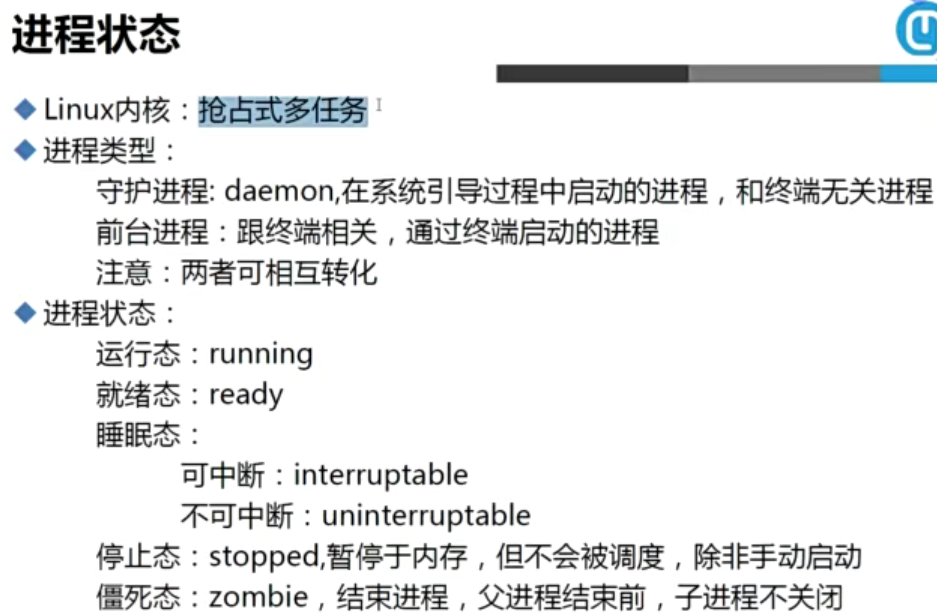 进程状态
Linux内核：抢占式多任务
进程类型：
守护进程: daemon,在系统引导过程中启动的进程，和终端无关进程
前台进程：跟终端相关，通过终端启动的进程
注意：两者可相互转化
进程状态：
运行态：running
就绪态：ready
睡眠态：
可中断：interruptable
不可中断：uninterruptable
停止态：stopped,暂停于内存，但不会被调度，除非手动启动
僵死态：zombie，结束进程，父进程结束前，子进程不关闭